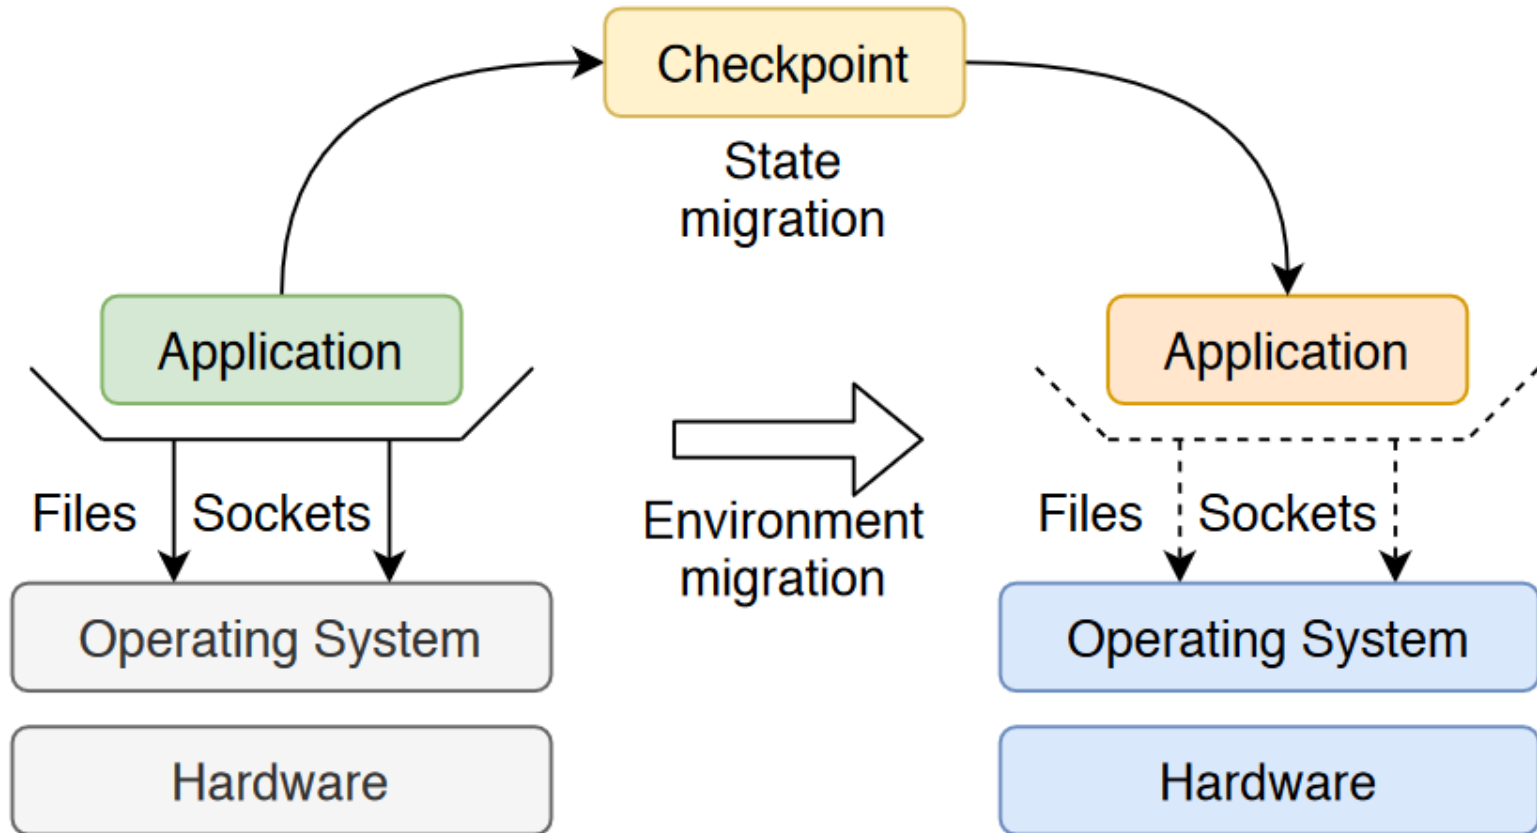 Checkpoint
State
migration
Application
Application
Files
Sockets
Environment
migration
Files
Sockets
Operating System
Operating System
Hardware
Hardware